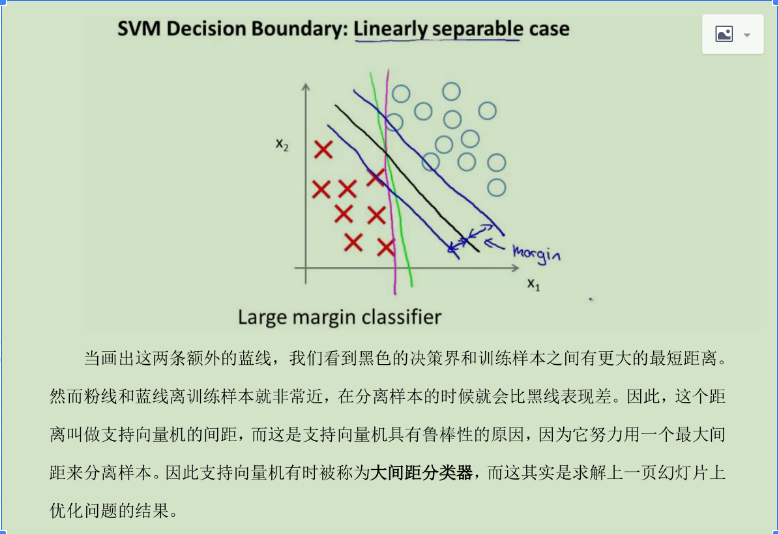 SVM Decision Boundary: Linearly separable case
x2
margin
x1
Large margin classifier
当画出这两条额外的蓝线，我们看到黑色的决策界和训练样本之间有更大的最短距离。
然而粉线和蓝线离训练样本就非常近，在分离样本的时候就会比黑线表现差。因此，这个距
离叫做支持向量机的间距，而这是支持向量机具有鲁棒性的原因，因为它努力用一个最大间
距来分离样本。因此支持向量机有时被称为大间距分类器，而这其实是求解上一页幻灯片上
优化问题的结果。